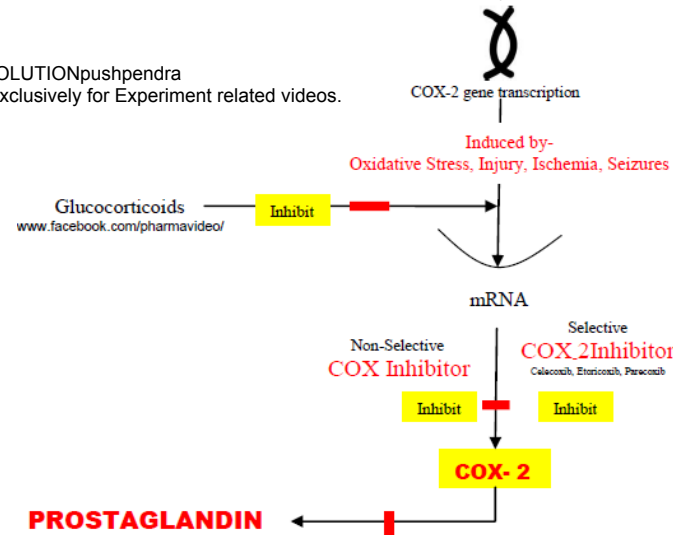 OLUTIONpushpendra
xclusively for Experiment related videos.
COX-2 gene transcription
Induced by-
Oxidative Stress, Injury, Ischemia, Seizures
Glucocorticoids
Inhibit
www.facebook.com/pharmavideo/
mRNA
Non-Selective
COX Inhibitor
Selective
COX_2Inhibitor
Celecoxib, Etoricoxib, Parecoxib
Inhibit
Inhibit
COX- 2
PROSTAGLANDIN